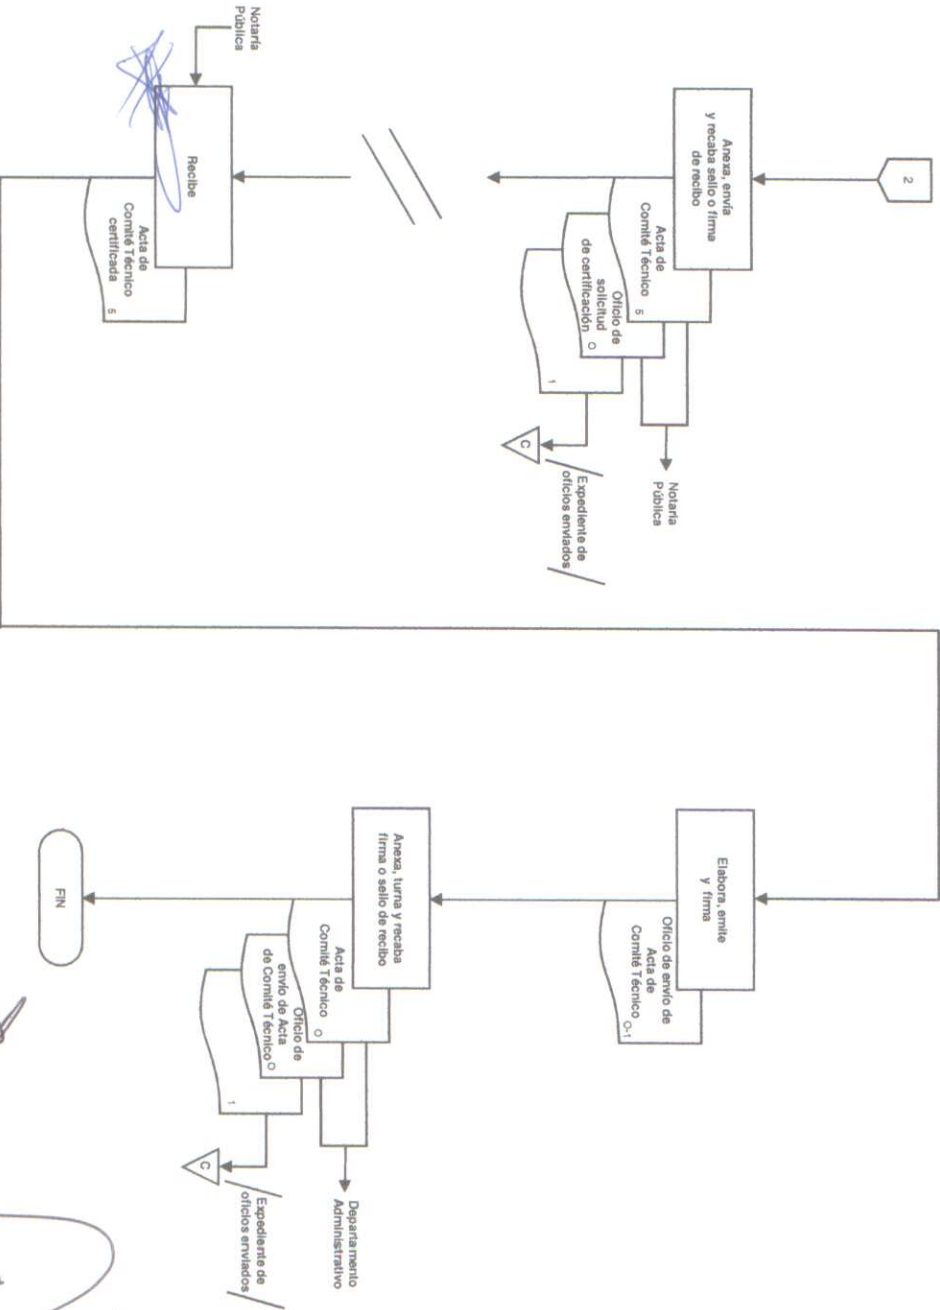 2
Anexa, envía
y recaba sello o firma
de recibo
Acta de
Comité Técnico
5
Oficio de
solicitud
de certificación
O
1
Notaría
Pública
C
Expediente de
oficios enviados
Notaría
Pública
Recibe
Acta de
Comité Técnico
certificada
5
Elabora, emite
y firma
Oficio de envío de
Acta de
Comité Técnico O-1
Anexa, turna y recaba
firma o sello de recibo
Acta de
Comité Técnico
O
Oficio de
envío de Acta
de Comité Técnico O
1
Departamento
Administrativo
C
Expediente de
oficios enviados
FIN